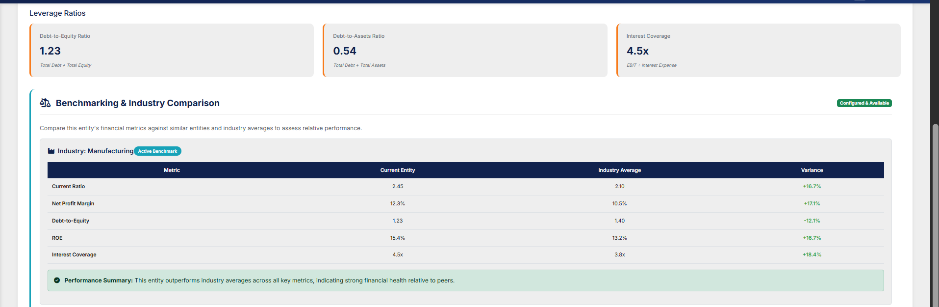 Leverage Ratios
Debt-to-Equity Ratio
1.23
Total Debt ÷ Total Equity
Debt-to-Assets Ratio
0.54
Total Debt ÷ Total Assets
Interest Coverage
4.5x
EBIT ÷ Interest Expense
Benchmarking & Industry Comparison
Configured & Available
Compare this entity's financial metrics against similar entities and industry averages to assess relative performance.
Industry: Manufacturing Active Benchmark
Metric Current Entity Industry Average Variance
Current Ratio 2.45 2.10 +16.7%
Net Profit Margin 12.3% 10.5% +17.1%
Debt-to-Equity 1.23 1.40 -12.1%
ROE 15.4% 13.2% +16.7%
Interest Coverage 4.5x 3.8x +18.4%
Performance Summary: This entity outperforms industry averages across all key metrics, indicating strong financial health relative to peers.